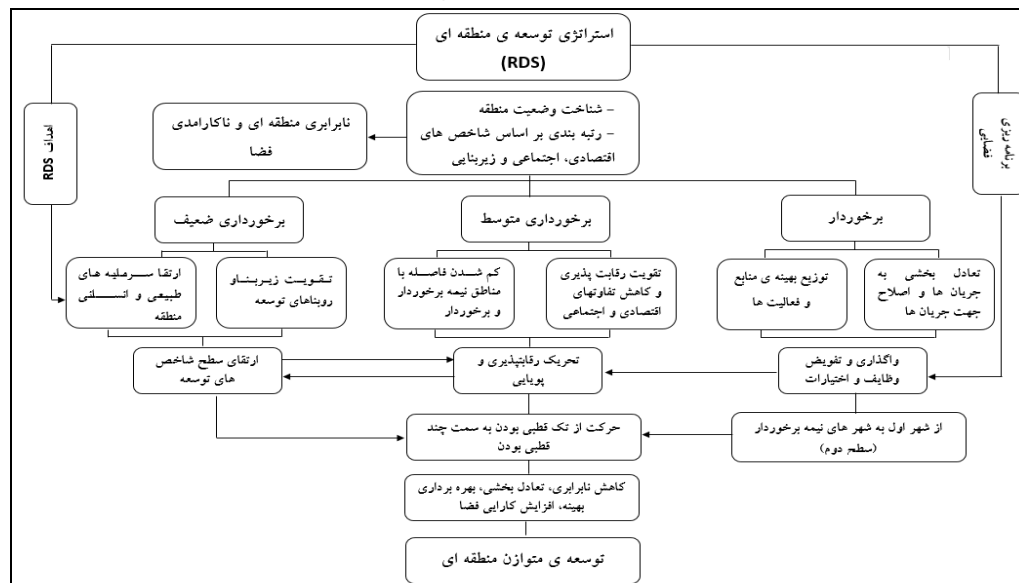 استراتژی توسعه ی منطقه ای
(RDS)
– شناخت وضعیت منطقه
– رتبه بندی بر اساس شاخص های
اقتصادی، اجتماعی و زیربنایی
نابرابری منطقه ای و ناکارامدی
فضا
برنامه ریزی
فضایی
اهداف RDS
برخوردار
برخورداری متوسط
برخورداری ضعیف
تعادل بخشی به
جریان ها و اصلاح
جهت جریان ها
توزیع بهینه ی منابع
و فعالیت ها
تقویت رقابت پذیری
و کاهش تفاوتهای
اقتصادی و اجتماعی
کم شدن فاصله با
مناطق نیمه برخوردار
و برخوردار
تقویت زیربناو
روبناهای توسعه
ارتقا سرملیه های
طبیعی و انسانی
منطقه
واگذاری و تفویض
وظایف و اختیارات
تحریک رقابتپذیری و
پویایی
ارتقای سطح شاخص
های توسعه
از شهر اول به شهر های نیمه برخوردار
(سطح دوم)
حرکت از تک قطبی بودن به سمت چند
قطبی بودن
کاهش نابرابری، تعادل بخشی، بهره برداری
بهینه، افزایش کارایی فضا
توسعه ی متوازن منطقه ای